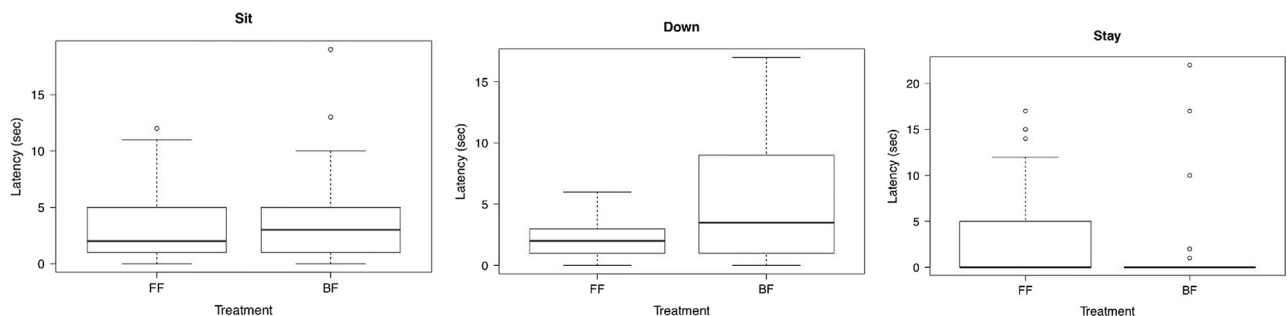 Sit
15
10
5
0
Latency (sec)
FF BF
Treatment
Down
15
10
5
0
Latency (sec)
FF BF
Treatment
Stay
20
15
10
5
0
Latency (sec)
FF BF
Treatment